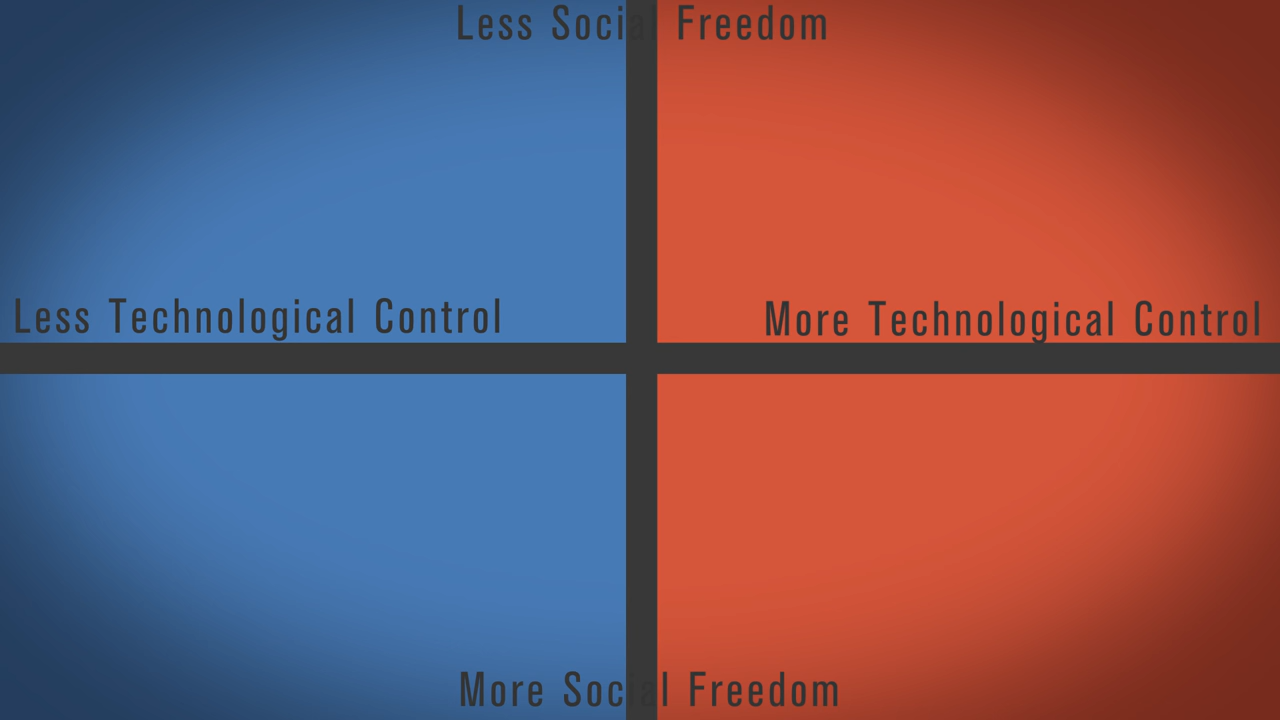 Less Social Freedom
Less Technological Control
More Technological Control
More Social Freedom